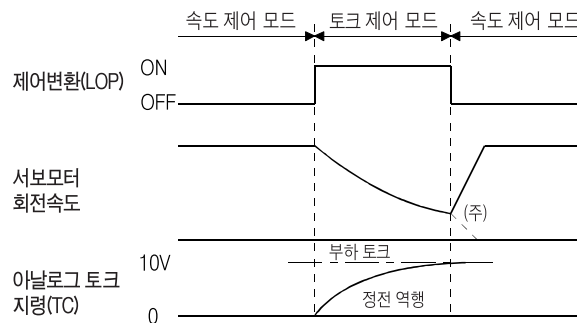 속도 제어 모드 토크 제어 모드 속도 제어 모드
제어변환(LOP)
ON
OFF
서보모터
회전속도
(주)
아날로그 토크
지령(TC)
10V
0
부하 토크
정전 역행